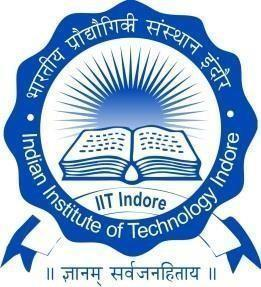 भारतीय प्रौद्योगिकी संस्थान इंदौर
Indian Institute of Technology Indore
IIT Indore
॥ ज्ञानम् सर्वजनहिताय ॥